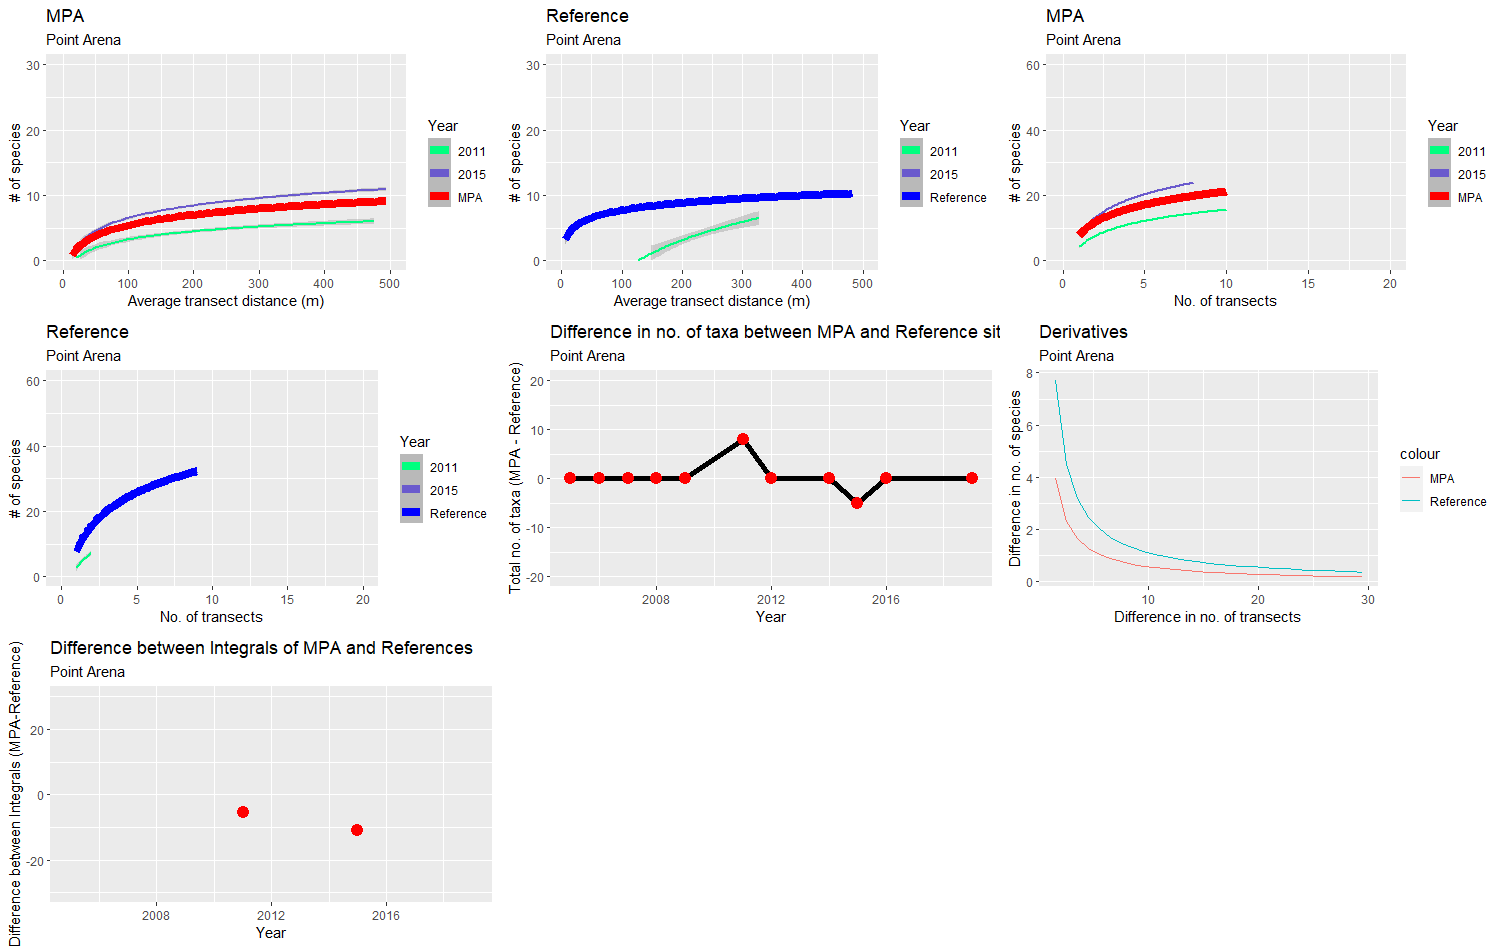 MPA
Point Arena
# of species
30
20
10
0
0 100 200 300 400 500
Average transect distance (m)
Year
2011
2015
MPA
Reference
Point Arena
# of species
30
20
10
0
0 100 200 300 400 500
Average transect distance (m)
Year
2011
2015
Reference
MPA
Point Arena
# of species
60
40
20
0
0 5 10 15 20
No. of transects
Year
2011
2015
MPA
Reference
Point Arena
# of species
60
40
20
0
0 5 10 15 20
No. of transects
Year
2011
2015
Reference
Difference in no. of taxa between MPA and Reference sit
Point Arena
Total no. of taxa (MPA - Reference)
20
10
0
-10
-20
2008 2012 2016
Year
Derivatives
Point Arena
Difference in no. of species
8
6
4
2
0
10 20 30
Difference in no. of transects
colour
MPA
Reference
Difference between Integrals of MPA and References
Point Arena
Difference between Integrals (MPA-Reference)
20
0
-20
2008 2012 2016
Year